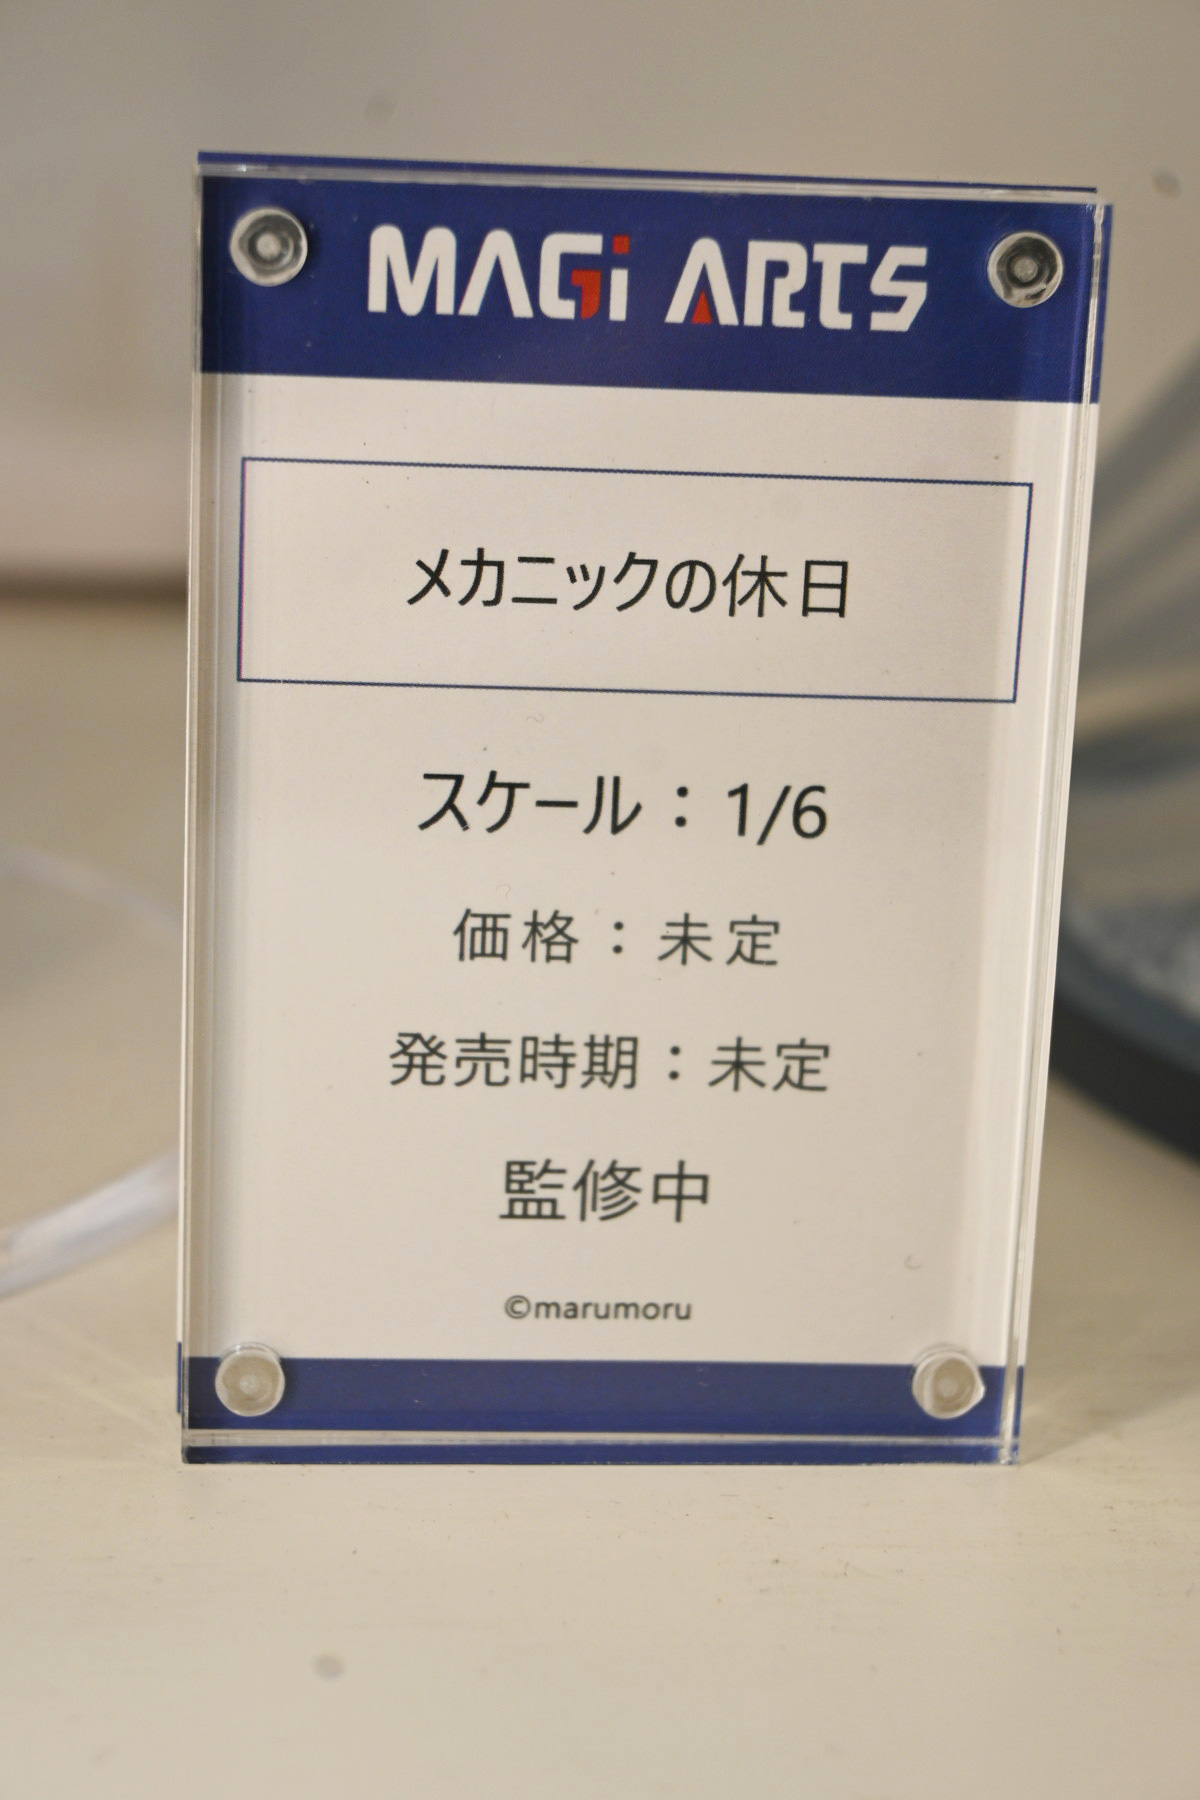 MAGi ARTS
メカニックの休日
スケール：1/6
価格：未定
発売時期：未定
監修中
©marumoru